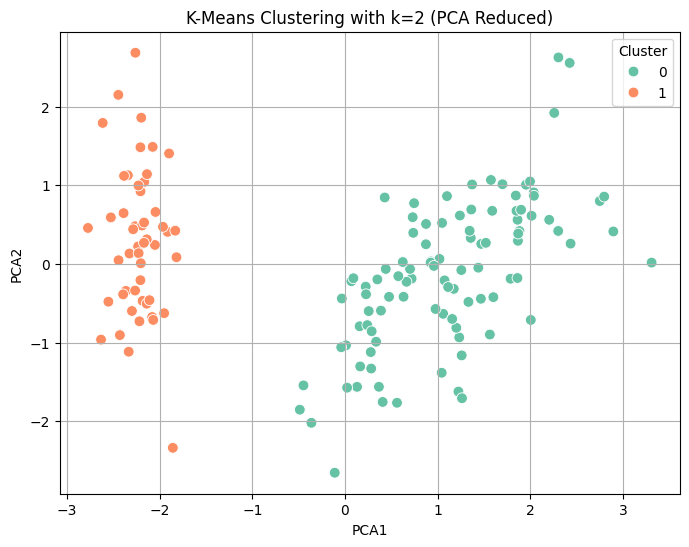 K-Means Clustering with k=2 (PCA Reduced)
Cluster
0
1
PCA2
2
1
0
−1
−2
−3 −2 −1 0 1 2 3
PCA1